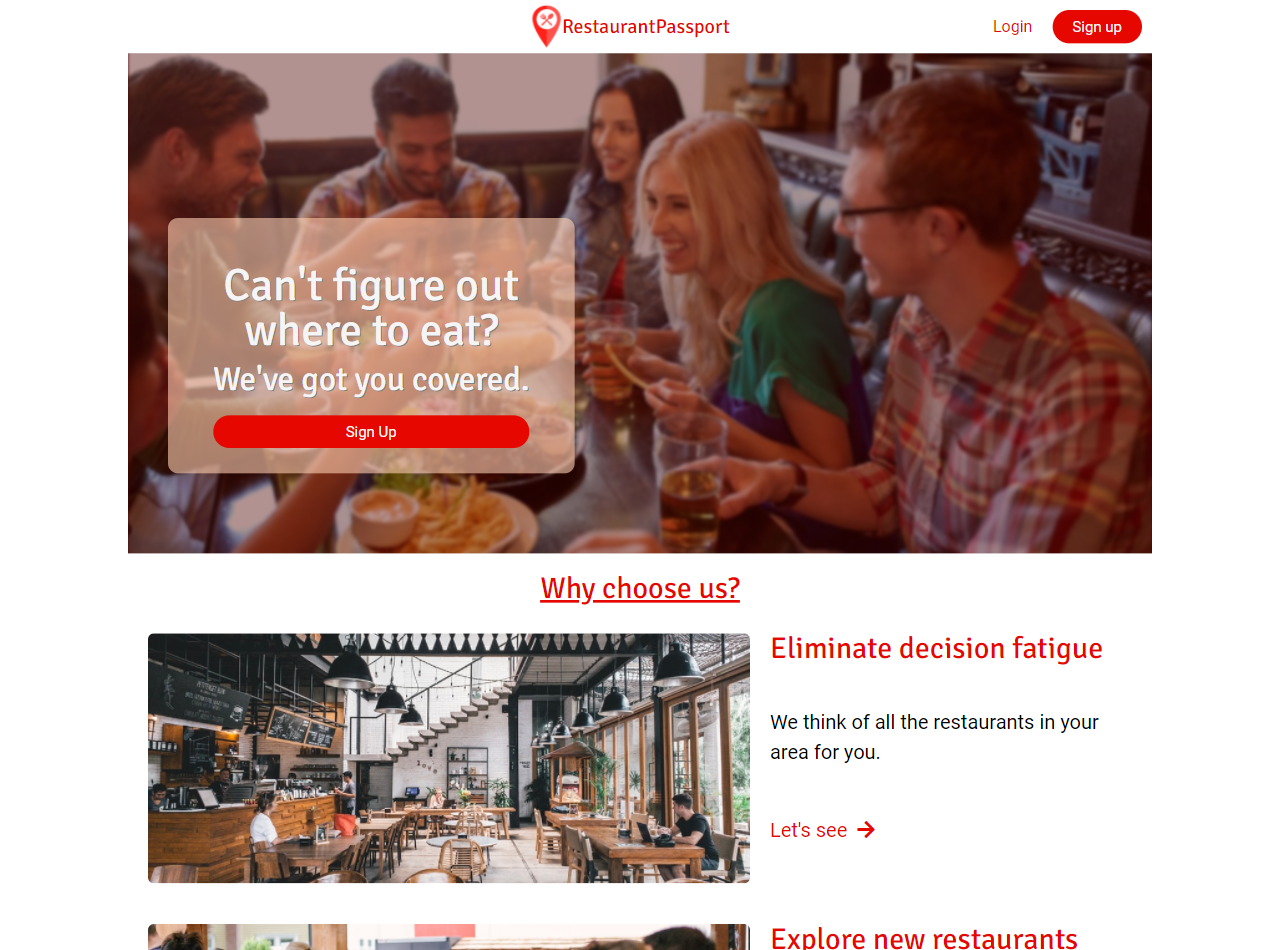 RestaurantPassport
Login
Sign up
Can't figure out
where to eat?
We've got you covered.
Sign Up
Why choose us?
Eliminate decision fatigue
We think of all the restaurants in your
area for you.
Let's see
Explore new restaurants